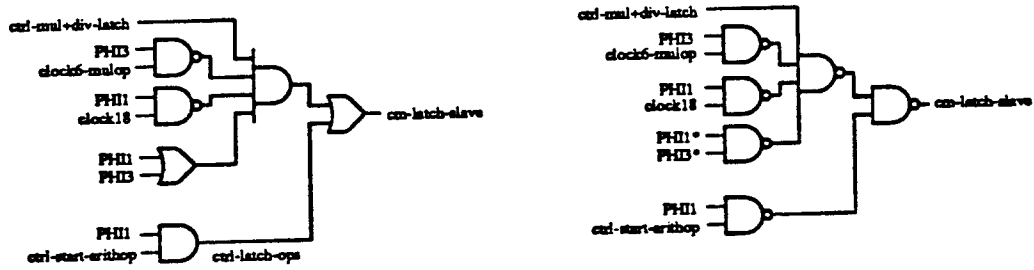 ctrl-mul+div-latch
PHI3
clock6-mulop
PHI1
clock18
PHI1
PHI3
PHI1
ctrl-start-arithop
ctrl-latch-ops
cm-latch-slave
ctrl-mul+div-latch
PHI3
clock6-mulop
PHI1
clock18
PHI1*
PHI3*
PHI1
ctrl-start-arithop
cm-latch-slave